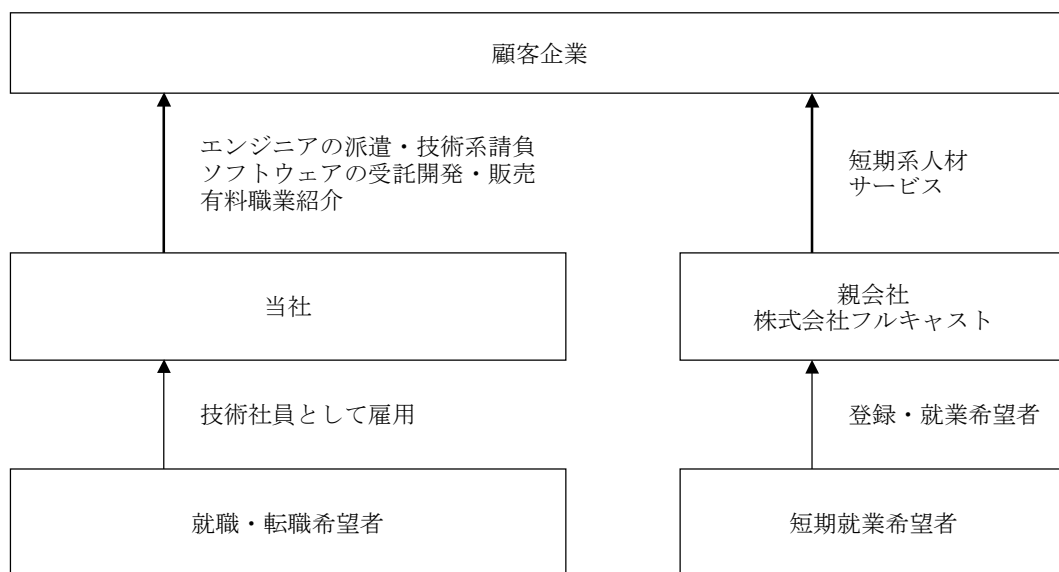 顧客企業
エンジニアの派遣・技術系請負
ソフトウェアの受託開発・販売
有料職業紹介
短期系人材
サービス
当社
親会社
株式会社フルキャスト
技術社員として雇用
登録・就業希望者
就職・転職希望者
短期就業希望者